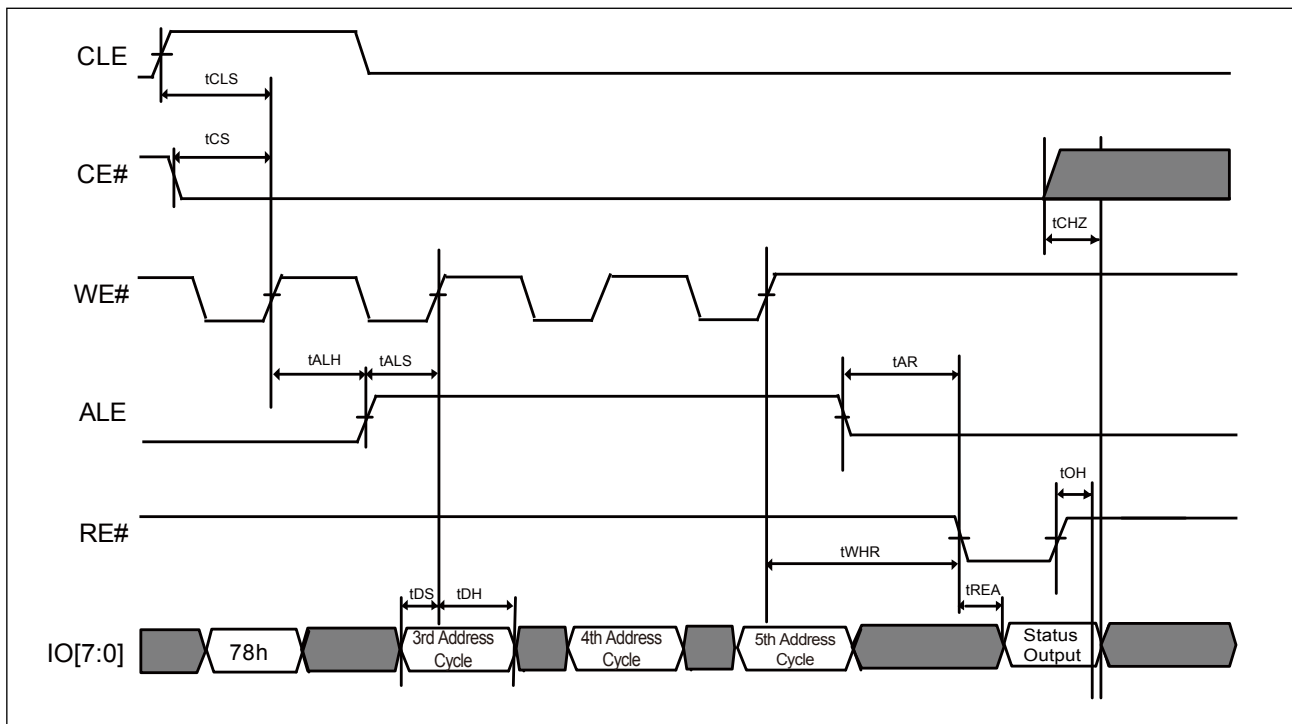 CLE
tCLS
tCS
CE#
tCHZ
WE#
tALH
tALS
tAR
ALE
tOH
RE#
tWHR
tDS
tDH
tREA
IO[7:0]
78h
3rd Address
Cycle
4th Address
Cycle
5th Address
Cycle
Status
Output